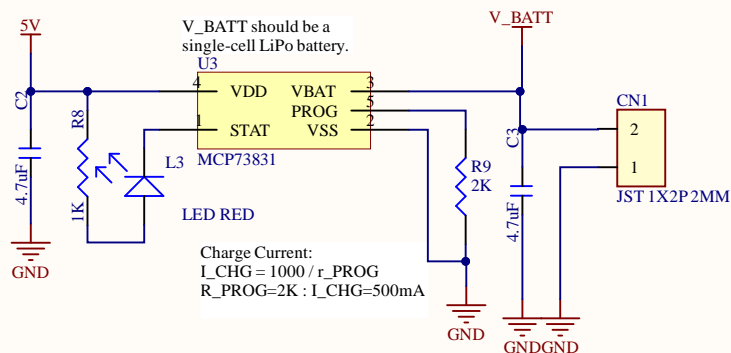 V_BATT should be a
single-cell LiPo battery.
5V
V_BATT
U3
4 VDD VBAT 3
PROG 5
1 STAT VSS 2
MCP73831
C2
4.7uF
R8
1K
L3
LED RED
R9
2K
C3
4.7uF
CN1
2
1
JST 1X2P 2MM
Charge Current:
I_CHG = 1000 / r_PROG
R_PROG=2K : I_CHG=500mA
GND
GND
GND
GND